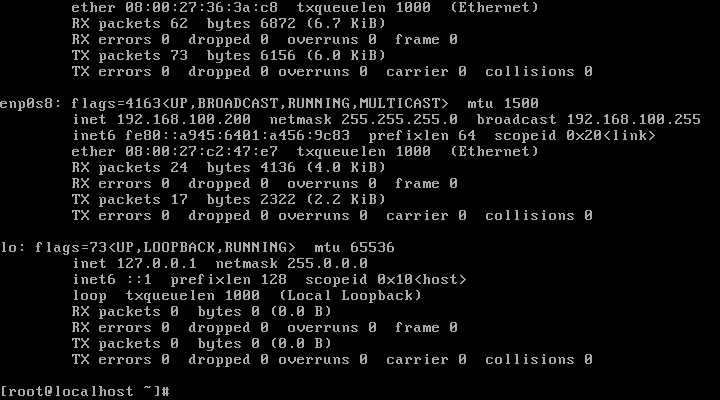 ether 08:00:27:36:3a:c8  txqueuelen 1000  (Ethernet)
RX packets 62  bytes 6872 (6.7 KiB)
RX errors 0  dropped 0  overruns 0  frame 0
TX packets 73  bytes 6156 (6.0 KiB)
TX errors 0  dropped 0 overruns 0  carrier 0  collisions 0
enp0s8: flags=4163<UP,BROADCAST,RUNNING,MULTICAST>  mtu 1500
inet 192.168.100.200  netmask 255.255.255.0  broadcast 192.168.100.255
inet6 fe80::a945:6401:a456:9c83  prefixlen 64  scopeid 0x20<link>
ether 08:00:27:c2:47:e7  txqueuelen 1000  (Ethernet)
RX packets 24  bytes 4136 (4.0 KiB)
RX errors 0  dropped 0  overruns 0  frame 0
TX packets 17  bytes 2322 (2.2 KiB)
TX errors 0  dropped 0 overruns 0  carrier 0  collisions 0
lo: flags=73<UP,LOOPBACK,RUNNING>  mtu 65536
inet 127.0.0.1  netmask 255.0.0.0
inet6 ::1  prefixlen 128  scopeid 0x10<host>
loop  txqueuelen 1000  (Local Loopback)
RX packets 0  bytes 0 (0.0 B)
RX errors 0  dropped 0  overruns 0  frame 0
TX packets 0  bytes 0 (0.0 B)
TX errors 0  dropped 0 overruns 0  carrier 0  collisions 0
[root@localhost ~]#